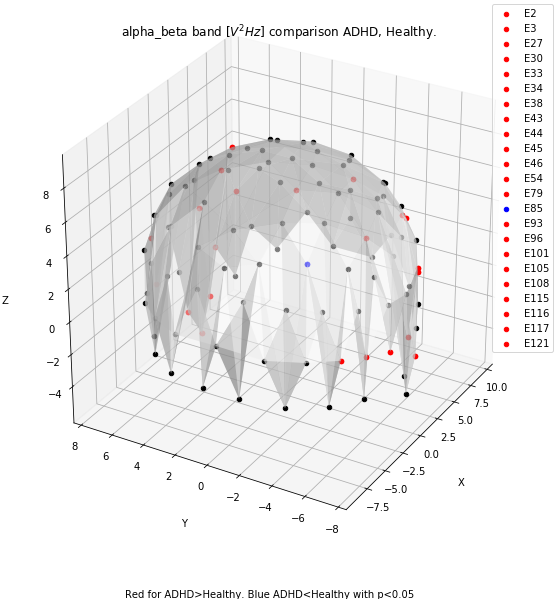 alpha_beta band [V²Hz] comparison ADHD, Healthy.
E2
E3
E27
E30
E33
E34
E38
E43
E44
E45
E46
E54
E79
E85
E93
E96
E101
E105
E108
E115
E116
E117
E121
8
6
4
2
0
−2
−4
Z
8
6
4
2
0
−2
−4
−6
−8
Y
10.0
7.5
5.0
2.5
0.0
−2.5
−5.0
−7.5
X
Red for ADHD>Healthy. Blue ADHD<Healthy with p<0.05